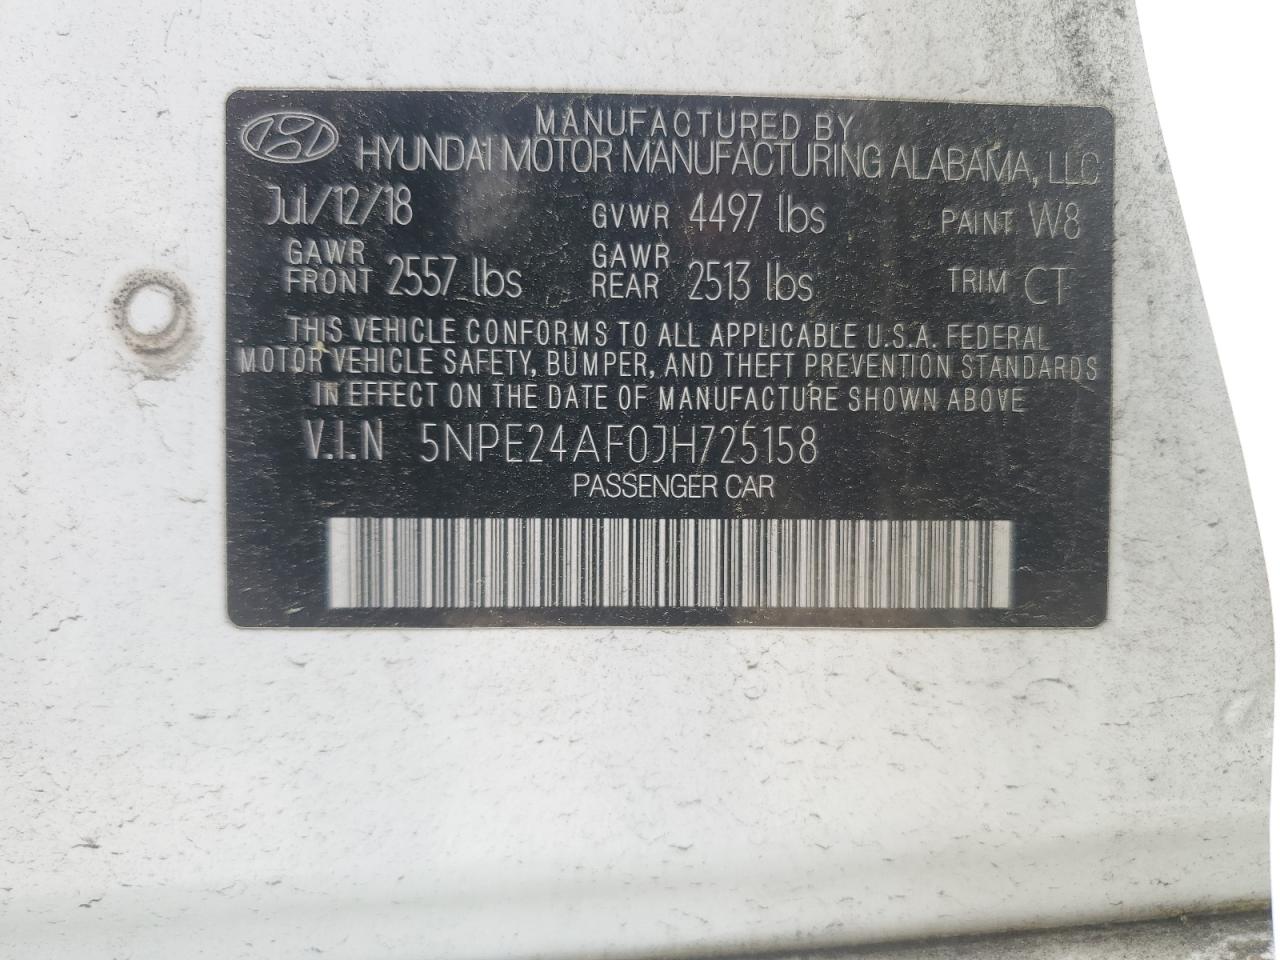 MANUFACTURED BY
HYUNDAI MOTOR MANUFACTURING ALABAMA, LLC
Jul/12/18 GVWR 4497 lbs PAINT W8
GAWR FRONT 2557 lbs GAWR REAR 2513 lbs TRIM CT
THIS VEHICLE CONFORMS TO ALL APPLICABLE U.S.A. FEDERAL
MOTOR VEHICLE SAFETY, BUMPER, AND THEFT PREVENTION STANDARDS
IN EFFECT ON THE DATE OF MANUFACTURE SHOWN ABOVE
V.I.N 5NPE24AF0JH725158
PASSENGER CAR